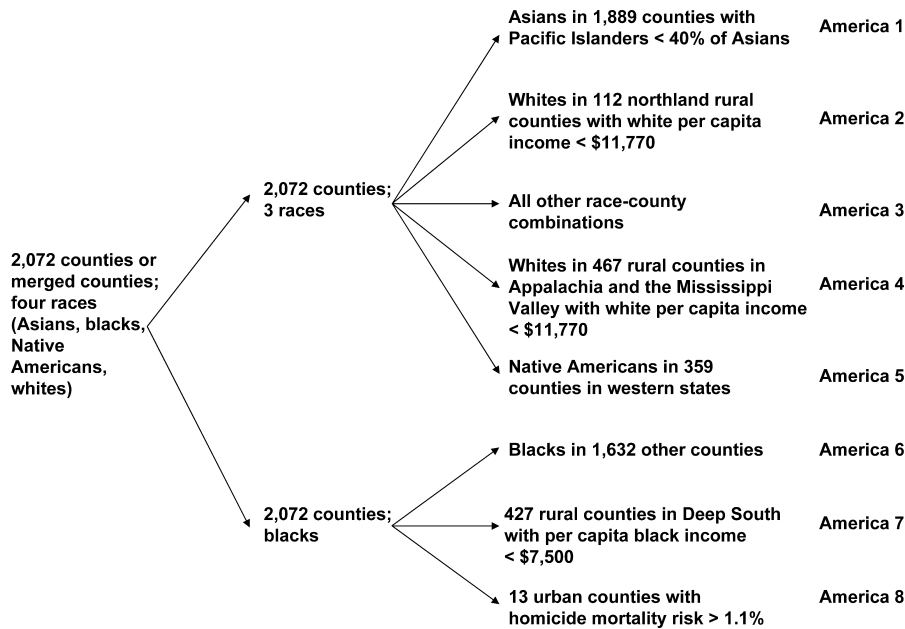 2,072 counties or
merged counties;
four races
(Asians, blacks,
Native
Americans,
whites)
2,072 counties;
3 races
Asians in 1,889 counties with
Pacific Islanders < 40% of Asians
America 1
Whites in 112 northland rural
counties with white per capita
income < $11,770
America 2
All other race-county
combinations
America 3
Whites in 467 rural counties in
Appalachia and the Mississippi
Valley with white per capita income
< $11,770
America 4
Native Americans in 359
counties in western states
America 5
2,072 counties;
blacks
Blacks in 1,632 other counties
America 6
427 rural counties in Deep South
with per capita black income
< $7,500
America 7
13 urban counties with
homicide mortality risk > 1.1%
America 8